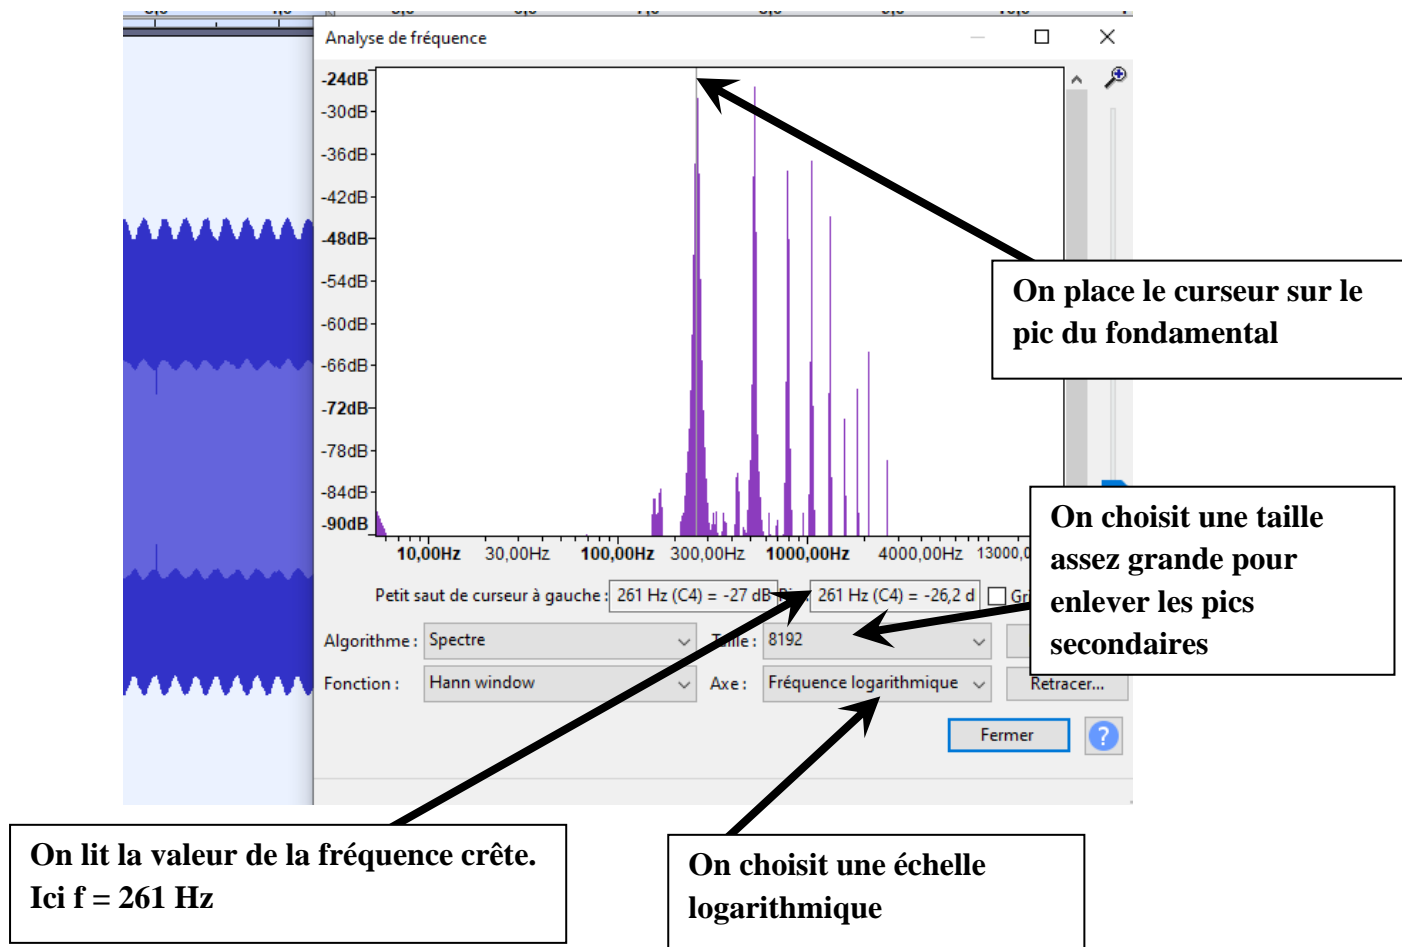 Analyse de fréquence
-24dB
-30dB
-36dB
-42dB
-48dB
-54dB
-60dB
-66dB
-72dB
-78dB
-84dB
-90dB
10,00Hz 30,00Hz 100,00Hz 300,00Hz 1000,00Hz 4000,00Hz 13000,0
On place le curseur sur le
pic du fondamental
On choisit une taille
assez grande pour
enlever les pics
secondaires
Petit saut de curseur à gauche : 261 Hz (C4) = -27 dB 261 Hz (C4) = -26,2 d
Algorithme : Spectre Taille : 8192
Fonction : Hann window Axe : Fréquence logarithmique Retracer...
Fermer
?
On lit la valeur de la fréquence crête.
Ici f = 261 Hz
On choisit une échelle
logarithmique